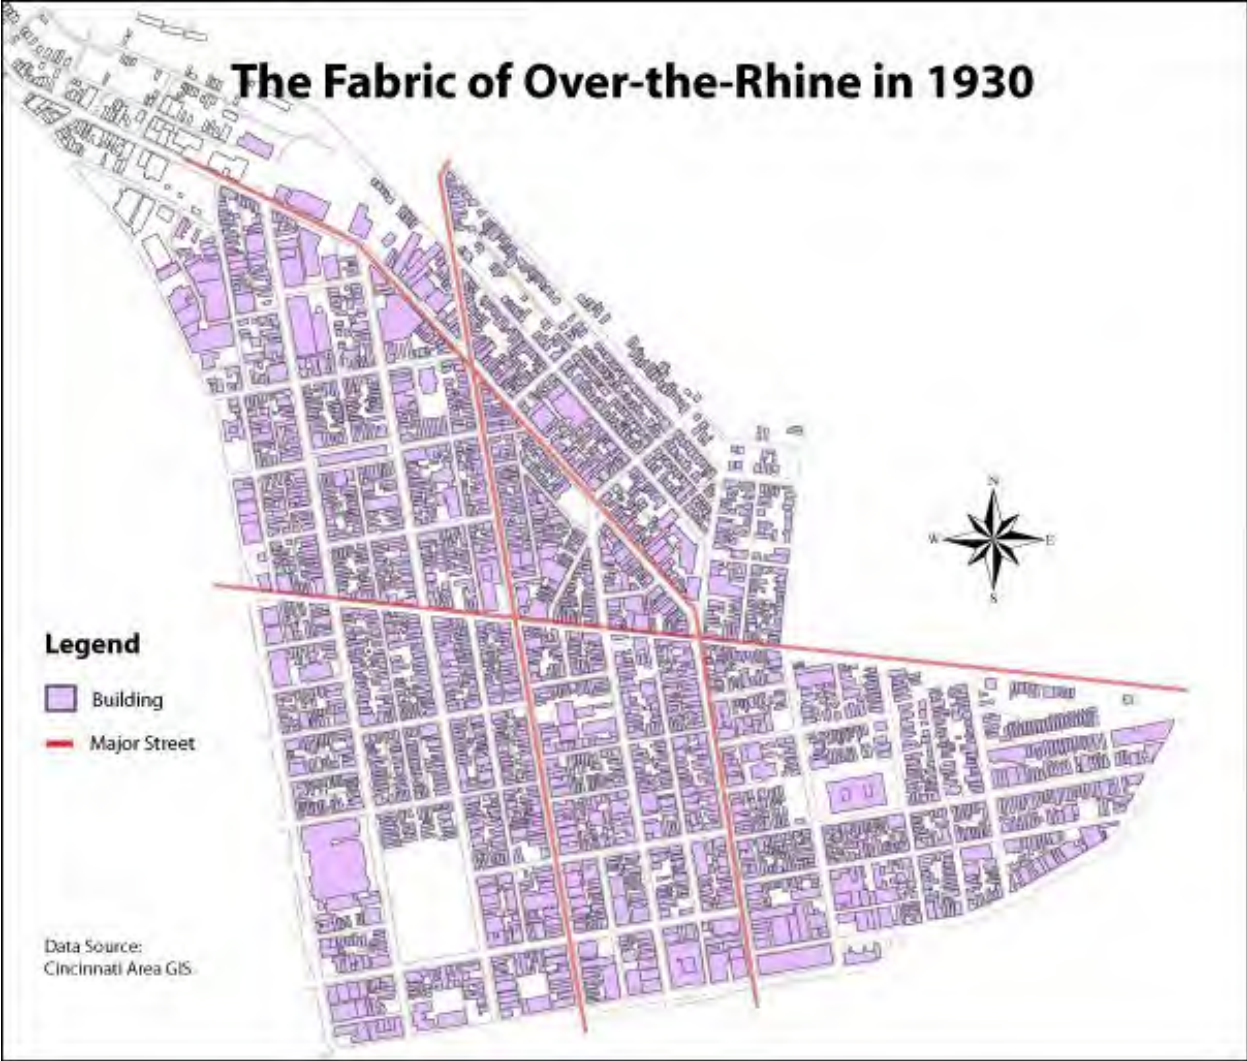 The Fabric of Over-the-Rhine in 1930
N
W E
S
Legend
Building
Major Street
Data Source:
Cincinnati Area GIS